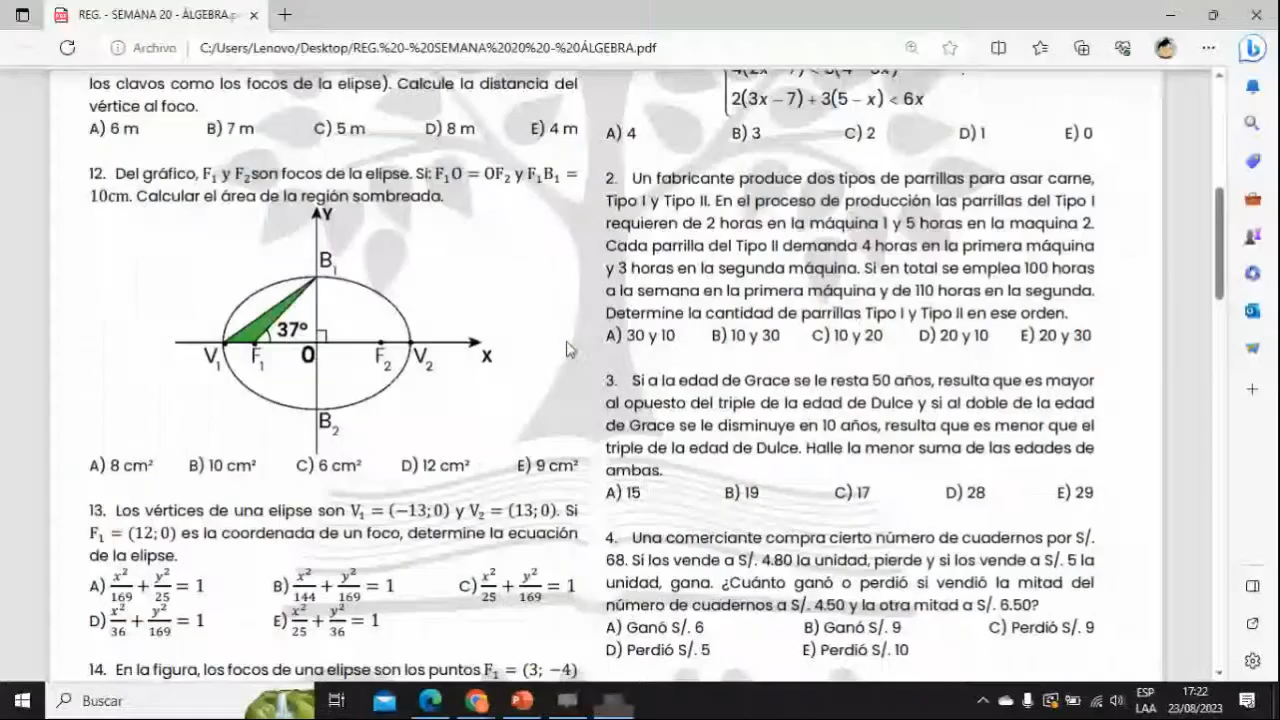 REG. - SEMANA 20 - ÁLGEBRA.p
Archivo
C:/Users/Lenovo/Desktop/REG.%20-%20SEMANA%2020%20-%20ÁLGEBRA.pdf
los clavos como los focos de la elipse). Calcule la distancia del
vértice al foco.
A) 6 m B) 7 m C) 5 m D) 8 m E) 4 m
12. Del gráfico, F₁ y F₂son focos de la elipse. Si: F₁O = OF₂ y F₁B₁ =
10cm. Calcular el área de la región sombreada.
Y
B₁
37°
V₁ F₁ O F₂ V₂ X
B₂
A) 8 cm² B) 10 cm² C) 6 cm² D) 12 cm² E) 9 cm²
13. Los vértices de una elipse son V₁ = (−13; 0) y V₂ = (13; 0). Si
F₁ = (12; 0) es la coordenada de un foco, determine la ecuación
de la elipse.
A) x²/169 + y²/25 = 1 B) x²/144 + y²/169 = 1 C) x²/25 + y²/169 = 1
D) x²/36 + y²/169 = 1 E) x²/25 + y²/36 = 1
14. En la figura, los focos de una elipse son los puntos F₁ = (3; −4)
2(3x − 7) + 3(5 − x) < 6x
A) 4 B) 3 C) 2 D) 1 E) 0
2. Un fabricante produce dos tipos de parrillas para asar carne,
Tipo I y Tipo II. En el proceso de producción las parrillas del Tipo I
requieren de 2 horas en la máquina 1 y 5 horas en la maquina 2.
Cada parrilla del Tipo II demanda 4 horas en la primera máquina
y 3 horas en la segunda máquina. Si en total se emplea 100 horas
a la semana en la primera máquina y de 110 horas en la segunda.
Determine la cantidad de parrillas Tipo I y Tipo II en ese orden.
A) 30 y 10 B) 10 y 30 C) 10 y 20 D) 20 y 10 E) 20 y 30
3. Si a la edad de Grace se le resta 50 años, resulta que es mayor
al opuesto del triple de la edad de Dulce y si al doble de la edad
de Grace se le disminuye en 10 años, resulta que es menor que el
triple de la edad de Dulce. Halle la menor suma de las edades de
ambas.
A) 15 B) 19 C) 17 D) 28 E) 29
4. Una comerciante compra cierto número de cuadernos por S/.
68. Sí los vende a S/. 4.80 la unidad, pierde y si los vende a S/. 5 la
unidad, gana. ¿Cuánto ganó o perdió si vendió la mitad del
número de cuadernos a S/. 4.50 y la otra mitad a S/. 6.50?
A) Ganó S/. 6 B) Ganó S/. 9 C) Perdió S/. 9
D) Perdió S/. 5 E) Perdió S/. 10
Buscar
ESP
LAA
17:22
23/08/2023